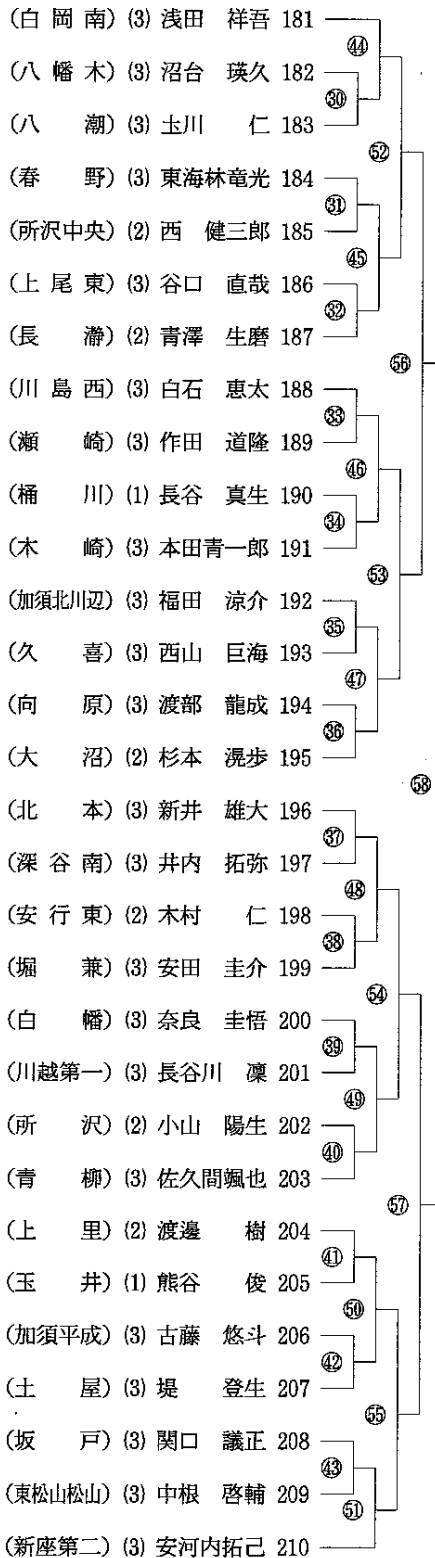 (白岡南) (3) 浅田 祥吾 181
㊹
(八幡木) (3) 沼台 瑛久 182
㉚
(八潮) (3) 圡川 仁 183
㊾
(春野) (3) 東海林竜光 184
㉛
(所沢中央) (2) 西 健三郎 185
㊺
(上尾東) (3) 谷口 直哉 186
㉜
(長瀞) (2) 青澤 生磨 187
56
(川島西) (3) 白石 恵太 188
㉝
(瀬崎) (3) 作田 道隆 189
㊻
(桶川) (1) 長谷 真生 190
㉞
(木崎) (3) 本田青一郎 191
53
(加須北川辺) (3) 福田 涼介 192
㉟
(久喜) (3) 西山 巨海 193
㊼
(向原) (3) 渡部 龍成 194
㊱
(大沼) (2) 杉本 滉歩 195
58
(北本) (3) 新井 雄大 196
㊲
(深谷南) (3) 井内 拓弥 197
㊽
(安行東) (2) 木村 仁 198
㊳
(堀兼) (3) 安田 圭介 199
54
(白幡) (3) 奈良 圭悟 200
㊴
(川越第一) (3) 長谷川 凜 201
㊾
(所沢) (2) 小山 陽生 202
㊵
(青柳) (3) 佐久間颯也 203
57
(上里) (2) 渡邊 樹 204
㊶
(玉井) (1) 熊谷 俊 205
㊿
(加須平成) (3) 古藤 悠斗 206
㊷
(土屋) (3) 堤 登生 207
55
(坂戸) (3) 関口 議正 208
㊸
(東松山松山) (3) 中根 啓輔 209
51
(新座第二) (3) 安河内拓己 210